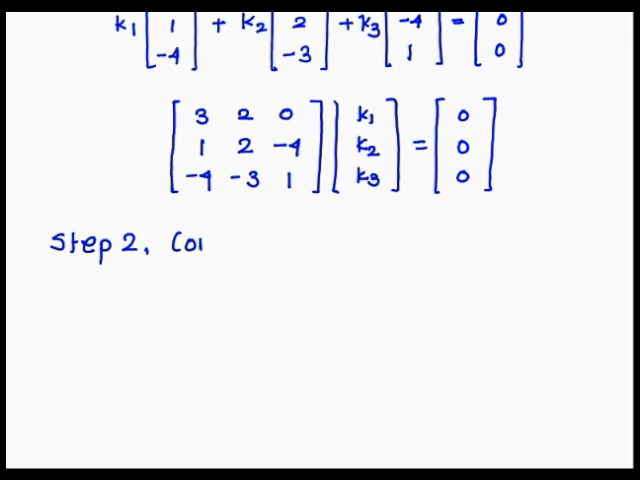 k1 [ 1 -4 ] + k2 [ 2 -3 ] + k3 [ -4 1 ] = [ 0 0 ]
[ 3 2 0 ] [ k1 ] [ 0 ]
[ 1 2 -4 ] [ k2 ] = [ 0 ]
[ -4 -3 1 ] [ k3 ] [ 0 ]
Step 2.